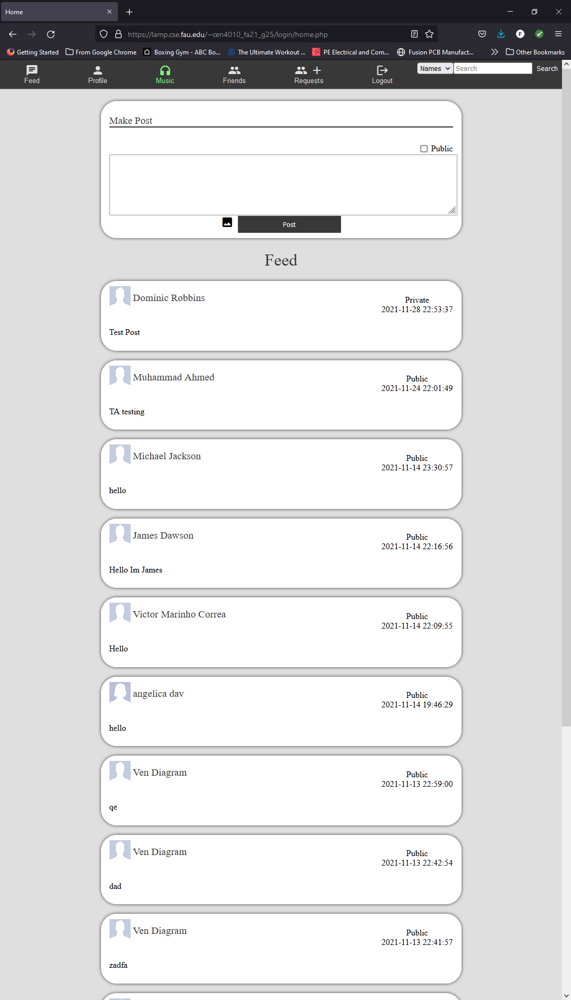 Home
https://lamp.cse.fau.edu/~cen4010_fa21_g25/login/home.php
F
Getting Started
From Google Chrome
Boxing Gym - ABC Bo...
The Ultimate Workout ...
PE Electrical and Com...
Fusion PCB Manufact...
Other Bookmarks
Feed
Profile
Music
Friends
Requests
Logout
Names
Search
Search
Make Post
Public
Post
Feed
Dominic Robbins
Private
2021-11-28 22:53:37
Test Post
Muhammad Ahmed
Public
2021-11-24 22:01:49
TA testing
Michael Jackson
Public
2021-11-14 23:30:57
hello
James Dawson
Public
2021-11-14 22:16:56
Hello Im James
Victor Marinho Correa
Public
2021-11-14 22:09:55
Hello
angelica dav
Public
2021-11-14 19:46:29
hello
Ven Diagram
Public
2021-11-13 22:59:00
qe
Ven Diagram
Public
2021-11-13 22:42:54
dad
Ven Diagram
Public
2021-11-13 22:41:57
zadfa